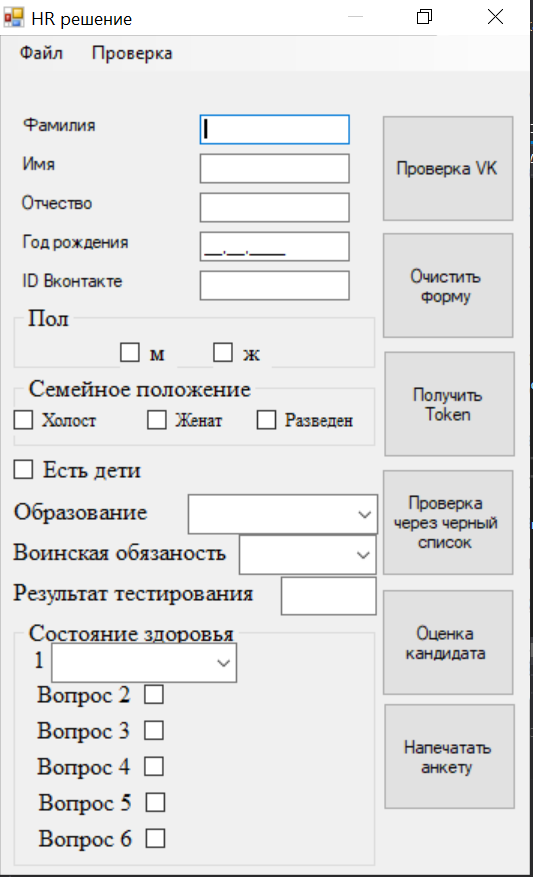 HR решение
Файл Проверка
Фамилия
Имя
Отчество
Год рождения __.__.____
ID Вконтакте
Пол
м ж
Семейное положение
Холост Женат Разведен
Есть дети
Образование
Воинская обязаность
Результат тестирования
Состояние здоровья
1
Вопрос 2
Вопрос 3
Вопрос 4
Вопрос 5
Вопрос 6
Проверка VK
Очистить
форму
Получить
Token
Проверка
через черный
список
Оценка
кандидата
Напечатать
анкету